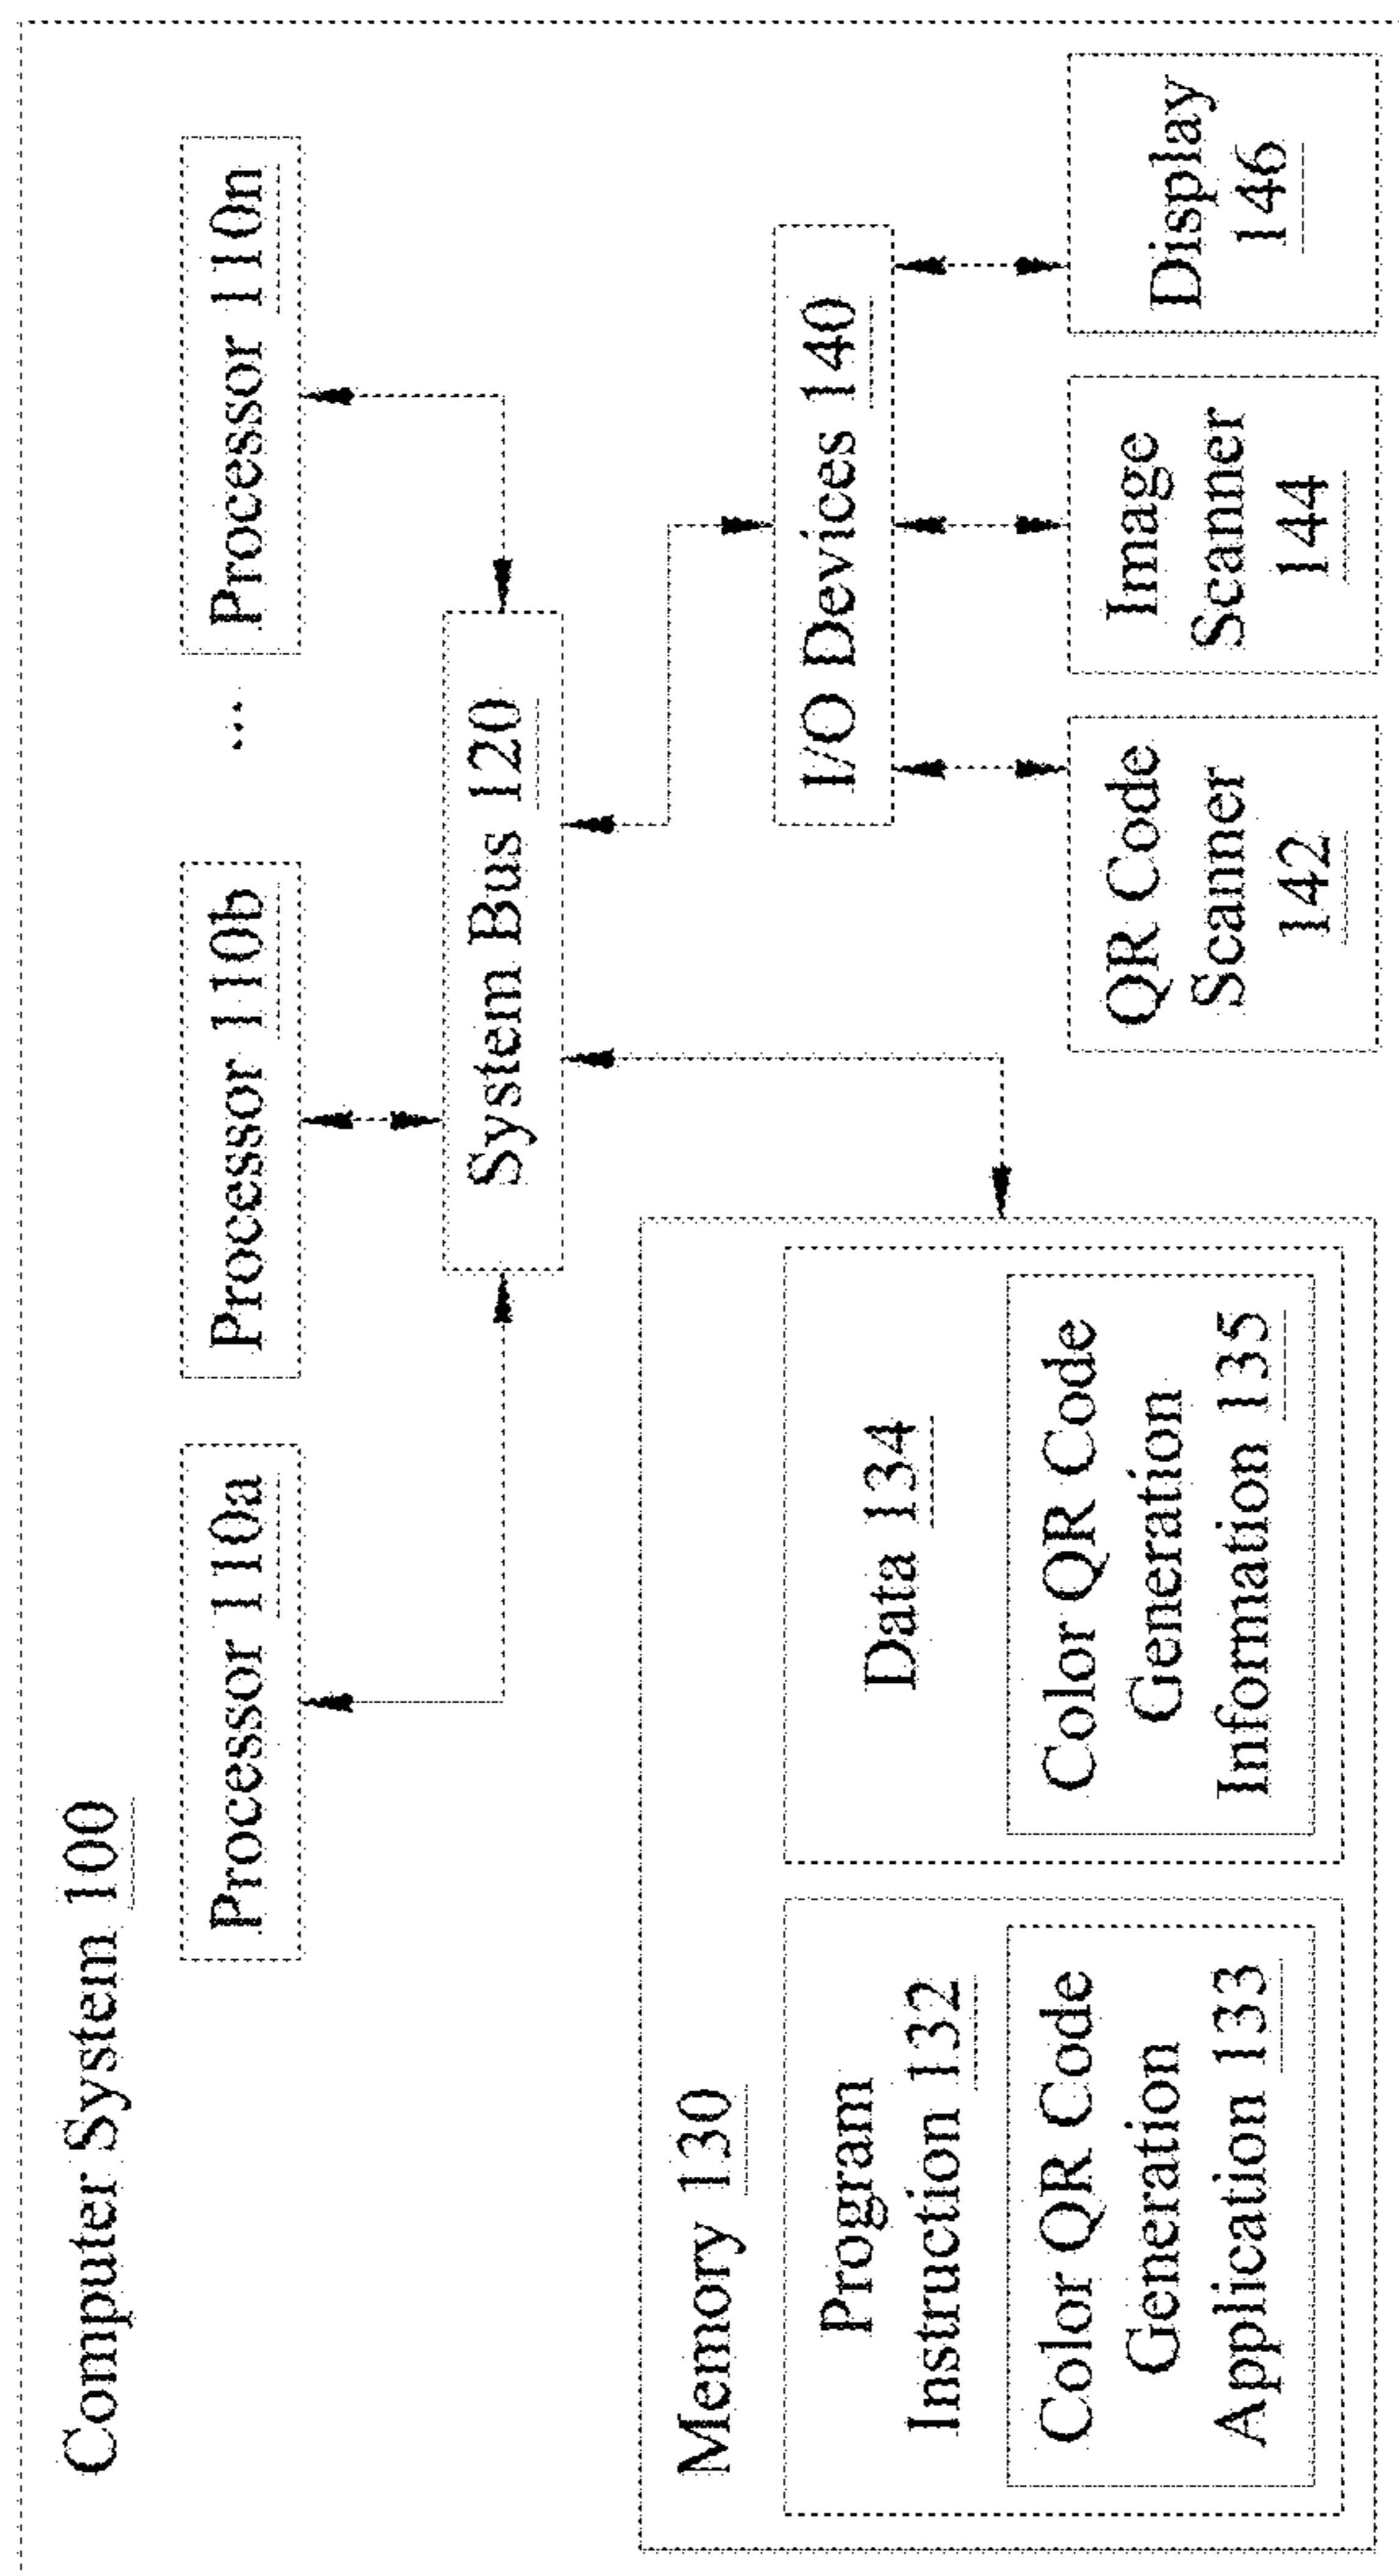 Computer System 100
Processor 110a
Processor 110b
...
Processor 110n
System Bus 120
Memory 130
Program
Instruction 132
Color QR Code
Generation
Application 133
Data 134
Color QR Code
Generation
Information 135
I/O Devices 140
QR Code
Scanner
142
Image
Scanner
144
Display
146